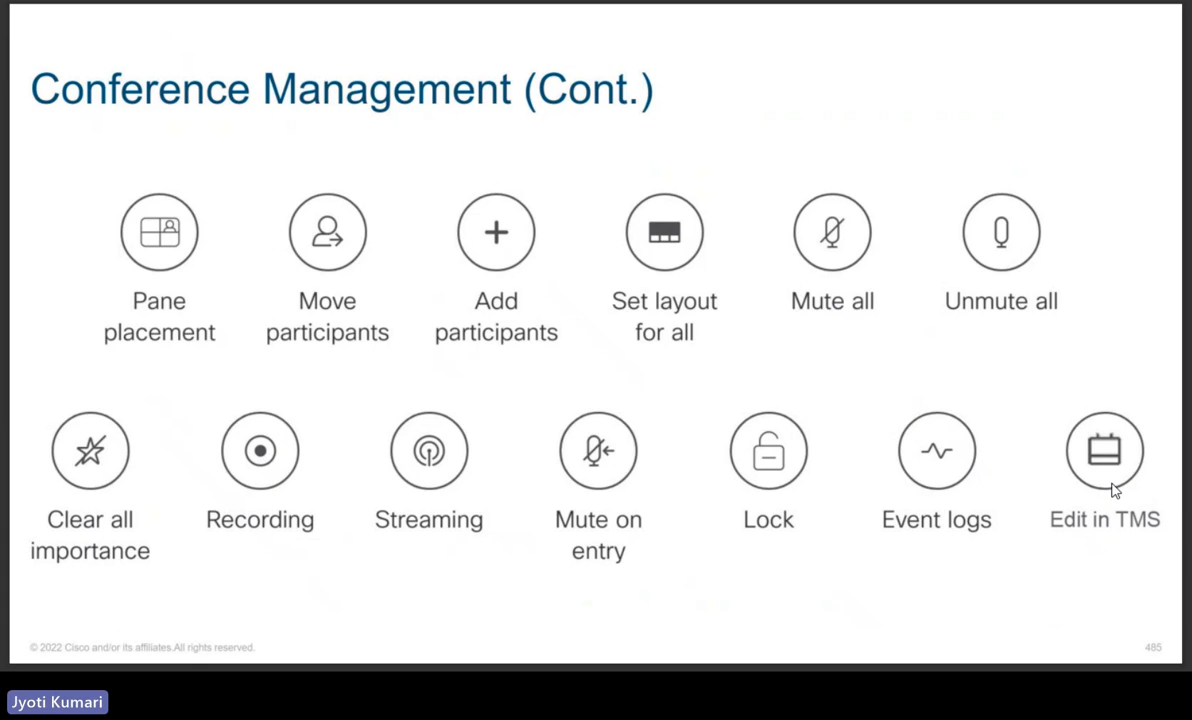 Conference Management (Cont.)
Pane
placement
Move
participants
Add
participants
Set layout
for all
Mute all
Unmute all
Clear all
importance
Recording
Streaming
Mute on
entry
Lock
Event logs
Edit in TMS
© 2022 Cisco and/or its affiliates.All rights reserved.
485
Jyoti Kumari